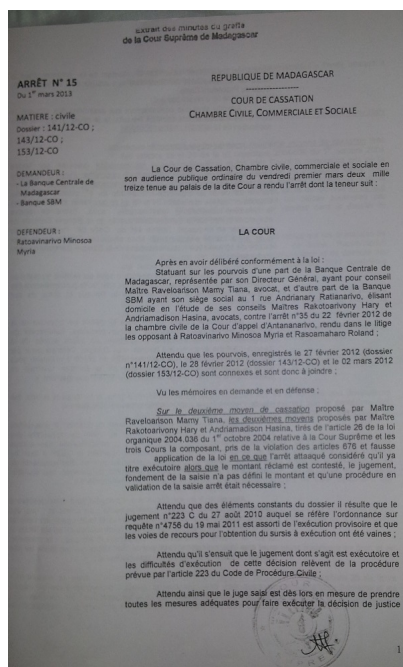 Extrait des minutes du greffe
de la Cour Suprême de Madagascar
ARRÊT N° 15
Du 1er mars 2013
MATIERE : civile
Dossier : 141/12-CO ;
143/12-CO ;
153/12-CO
DEMANDEUR :
- La Banque Centrale de
Madagascar
- Banque SBM
DEFENDEUR :
Ratoavinarivo Minosoa
Myria
REPUBLIQUE DE MADAGASCAR
----------------
COUR DE CASSATION
CHAMBRE CIVILE, COMMERCIALE ET SOCIALE
La Cour de Cassation, Chambre civile, commerciale et sociale en
son audience publique ordinaire du vendredi premier mars deux mille
treize tenue au palais de la dite Cour a rendu l'arrêt dont la teneur suit :
LA COUR
Après en avoir délibéré conformément à la loi :
Statuant sur les pourvois d'une part de la Banque Centrale de
Madagascar, représentée par son Directeur Général, ayant pour conseil
Maître Raveloarison Mamy Tiana, avocat, et d'autre part de la Banque
SBM ayant son siège social au 1 rue Andrianary Ratianarivo, élisant
domicile en l'étude de ses conseils Maîtres Rakotoarivony Hary et
Andriamadison Hasina, avocats, contre l'arrêt n°35 du 22 février 2012 de
la chambre civile de la Cour d'appel d'Antananarivo, rendu dans le litige
les opposant à Ratoavinarivo Minosoa Myria et Rasoamaharo Roland ;
Attendu que les pourvois, enregistrés le 27 février 2012 (dossier
n°141/12-CO), le 28 février 2012 (dossier 143/12-CO) et le 02 mars 2012
(dossier 153/12-CO) sont connexes et sont donc à joindre ;
Vu les mémoires en demande et en défense ;
Sur le deuxième moyen de cassation proposé par Maître
Raveloarison Mamy Tiana, les deuxièmes moyens proposés par Maîtres
Rakotoarivony Hary et Andriamadison Hasina, tirés de l'article 26 de la loi
organique 2004.036 du 1er octobre 2004 relative à la Cour Suprême et les
trois Cours la composant, pris de la violation des articles 676 et fausse
application de la loi en ce que l'arrêt attaqué considéré qu'il ya
titre exécutoire alors que le montant réclamé est contesté, le jugement,
fondement de la saisie n'a pas défini le montant et qu'une procédure en
validation de la saisie arrêt était nécessaire ;
Attendu que des éléments constants du dossier il résulte que le
jugement n°223 C du 27 août 2010 auquel se réfère l'ordonnance sur
requête n°4756 du 19 mai 2011 est assorti de l'exécution provisoire et que
les voies de recours pour l'obtention du sursis à exécution ont été vaines ;
Attendu qu'il s'ensuit que le jugement dont s'agit est exécutoire et
les difficultés d'exécution de cette décision relèvent de la procédure
prévue par l'article 223 du Code de Procédure Civile ;
Attendu ainsi que le juge saisi est dès lors en mesure de prendre
toutes les mesures adéquates pour faire exécuter la décision de justice
1